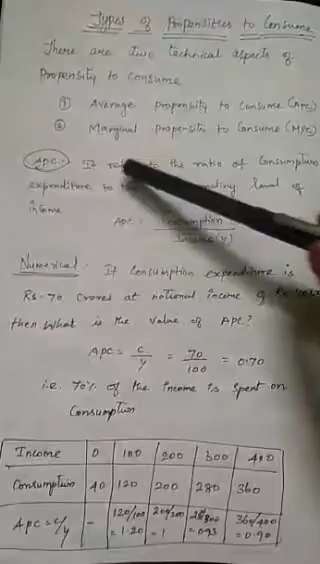 Types of Propensities to Consume
There are two technical aspects of
Propensity to Consume
① Average propensity to Consume (APC)
② Marginal Propensity to Consume (MPC)
APC:- It to the ratio of Consumption
expenditure to level of
income
APC = Consumption
Income (Y)
Numerical:- If Consumption expenditure is
Rs. 70 Crores at national income of Rs.
then What is the Value of APC?
APC = C/Y = 70/100 = 0.70
i.e. 70% of the income is Spent on
Consumption
Income 0 100 200 300 400
Consumption 40 120 200 280 360
APC = C/Y - 120/100 = 1.20 200/200 = 1 280/300 = 0.93 360/400 = 0.90